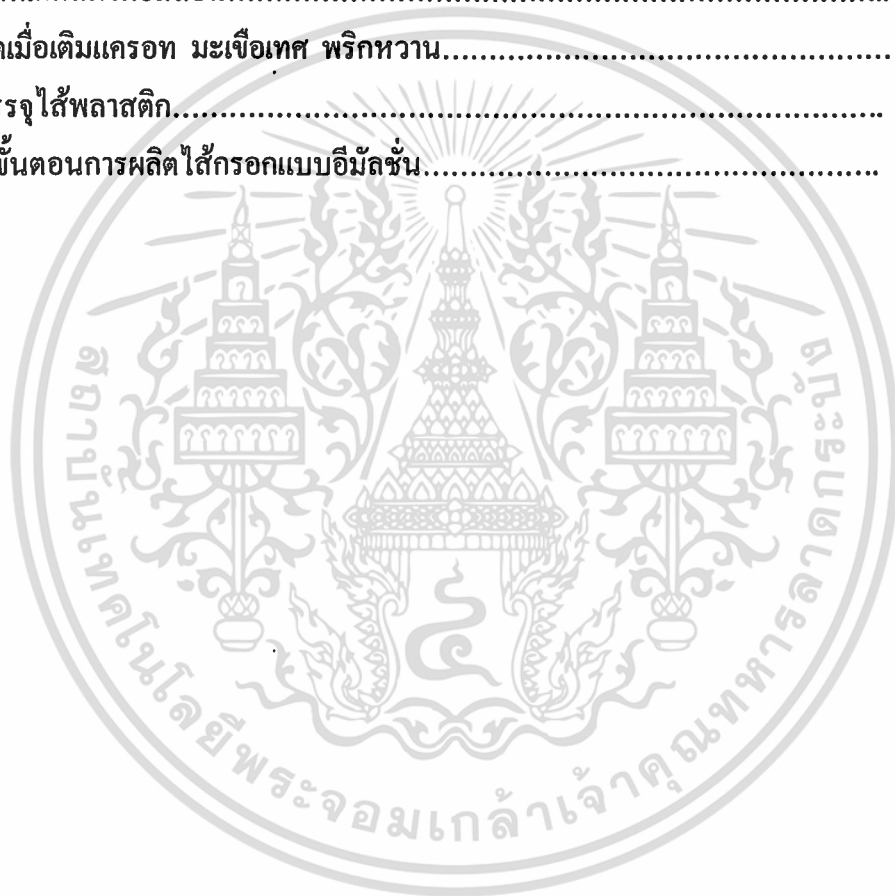 เมื่อเติมแครอท มะเขือเทศ พริกหวาน
รจุไส้พลาสติก
ขั้นตอนการผลิตไส้กรอกแบบอีมัลชั่น
สถาบันเทคโนโลยีพระจอมเกล้าเจ้าคุณทหารลาดกระบัง
๔